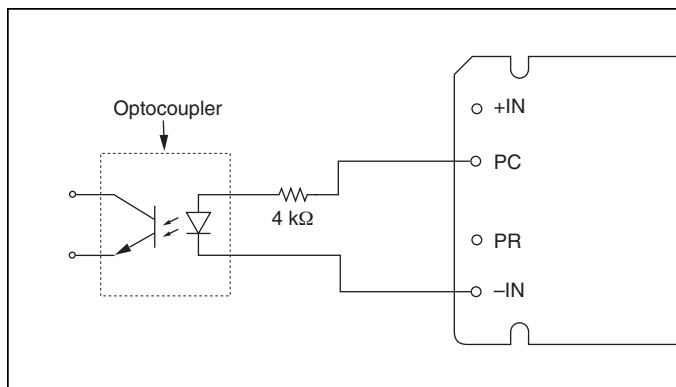 Optocoupler
4 kΩ
+IN
PC
PR
–IN